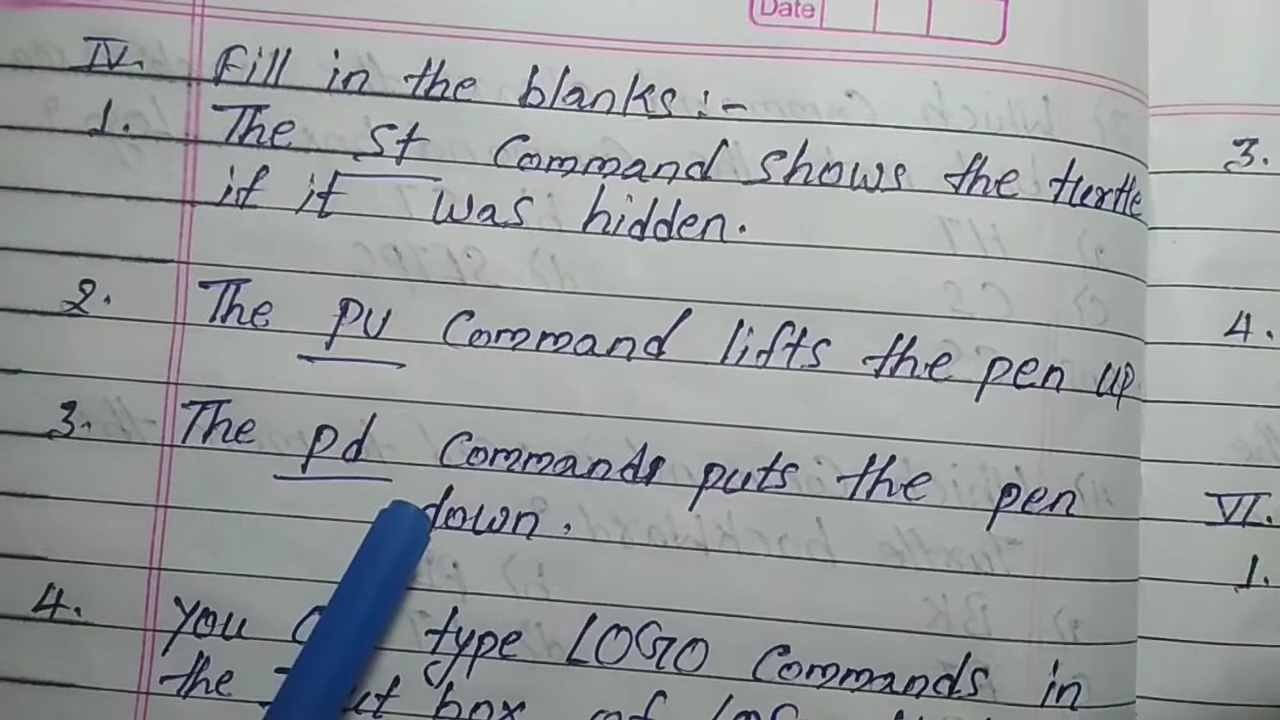 Date
IV. Fill in the blanks :-
1. The st Command shows the turtle
if it was hidden.
2. The pu Command lifts the pen up
3. The pd Commands puts the pen
down.
4. You type LOGO Commands in
the box of
3.
4.
VI.
1.